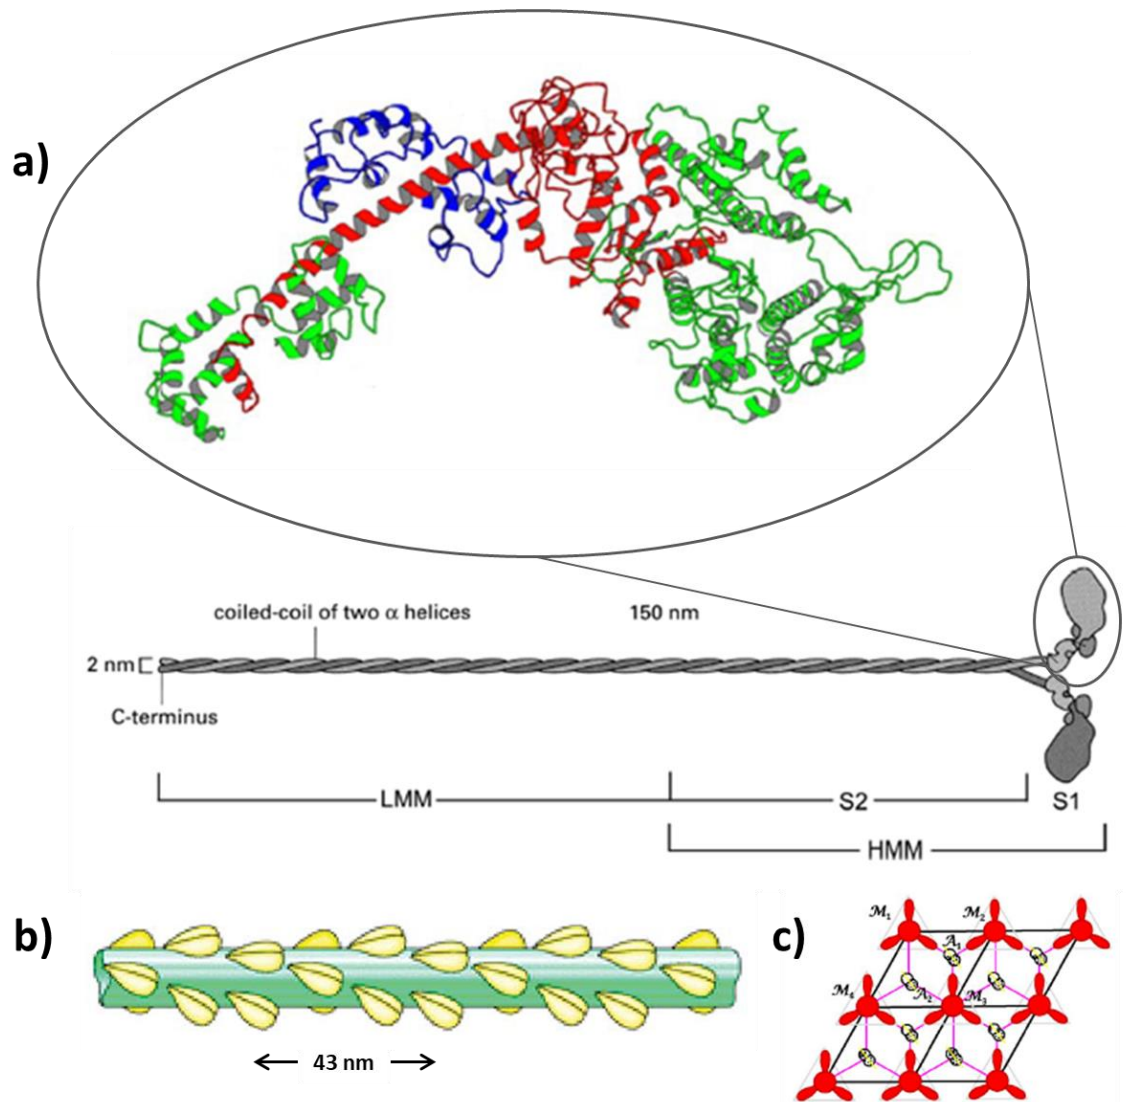 a)
coiled-coil of two α helices
150 nm
2 nm
C-terminus
LMM
S2
S1
HMM
b)
43 nm
c)
ℳ₁
ℳ₂
𝒜₁
ℳ₄
𝒜₂
ℳ₃